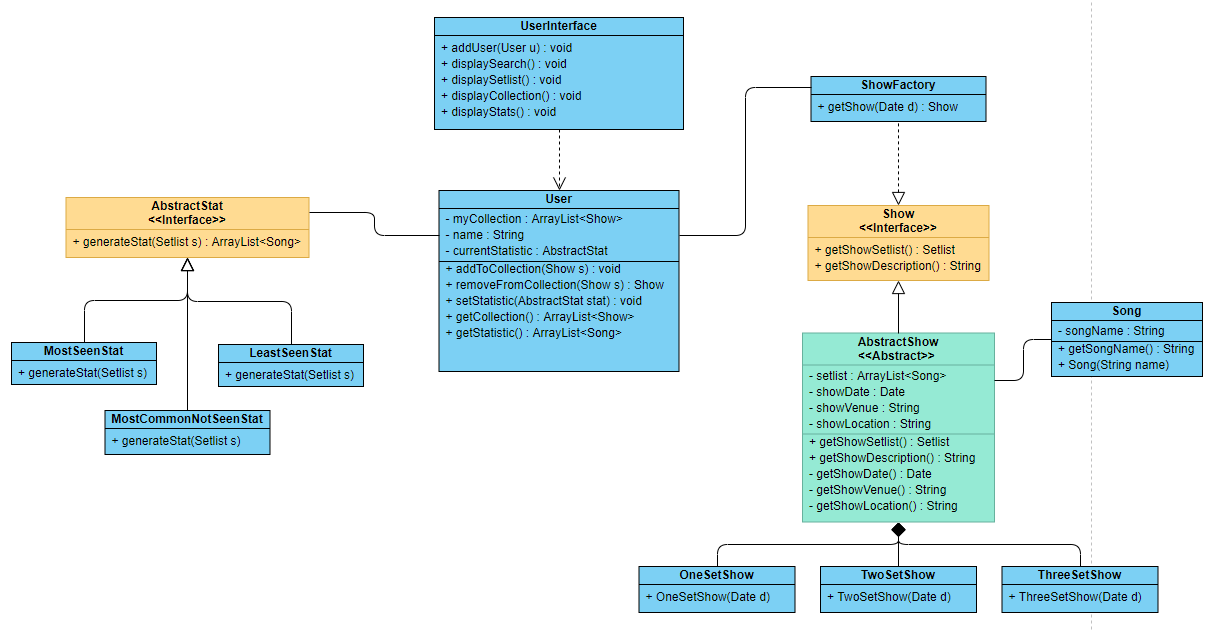 UserInterface
+ addUser(User u) : void
+ displaySearch() : void
+ displaySetlist() : void
+ displayCollection() : void
+ displayStats() : void
ShowFactory
+ getShow(Date d) : Show
AbstractStat
<<Interface>>
+ generateStat(Setlist s) : ArrayList<Song>
User
- myCollection : ArrayList<Show>
- name : String
- currentStatistic : AbstractStat
+ addToCollection(Show s) : void
+ removeFromCollection(Show s) : Show
+ setStatistic(AbstractStat stat) : void
+ getCollection() : ArrayList<Show>
+ getStatistic() : ArrayList<Song>
Show
<<Interface>>
+ getShowSetlist() : Setlist
+ getShowDescription() : String
Song
- songName : String
+ getSongName() : String
+ Song(String name)
MostSeenStat
+ generateStat(Setlist s)
LeastSeenStat
+ generateStat(Setlist s)
MostCommonNotSeenStat
+ generateStat(Setlist s)
AbstractShow
<<Abstract>>
- setlist : ArrayList<Song>
- showDate : Date
- showVenue : String
- showLocation : String
+ getShowSetlist() : Setlist
+ getShowDescription() : String
- getShowDate() : Date
- getShowVenue() : String
- getShowLocation() : String
OneSetShow
+ OneSetShow(Date d)
TwoSetShow
+ TwoSetShow(Date d)
ThreeSetShow
+ ThreeSetShow(Date d)